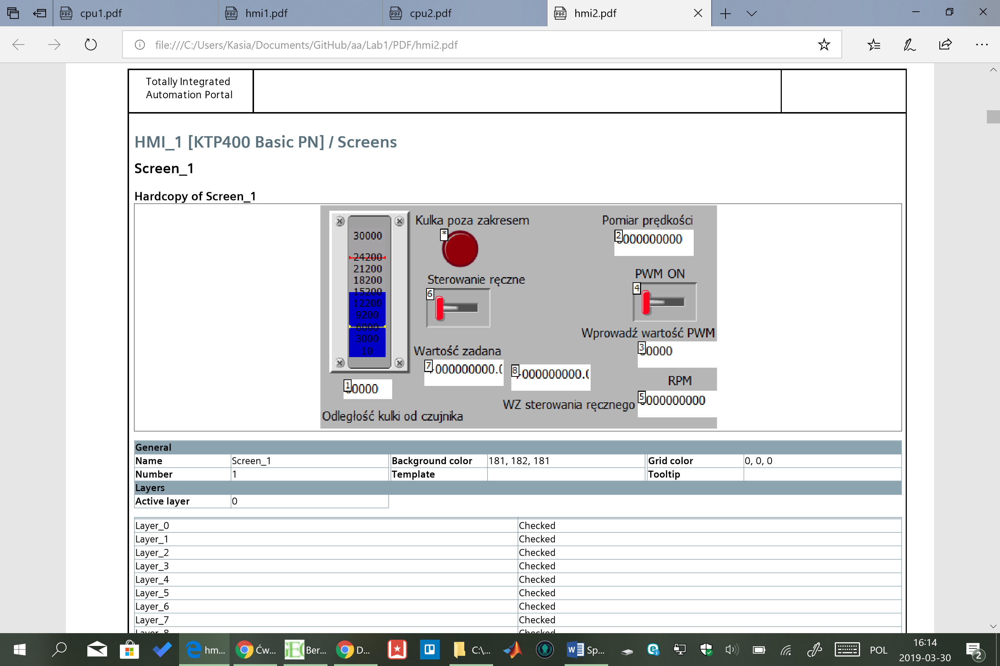 cpu1.pdf
hmi1.pdf
cpu2.pdf
hmi2.pdf
file:///C:/Users/Kasia/Documents/GitHub/aa/Lab1/PDF/hmi2.pdf
Totally Integrated
Automation Portal
HMI_1 [KTP400 Basic PN] / Screens
Screen_1
Hardcopy of Screen_1
30000
24200
21200
18200
15200
12200
9200
6000
3000
10
Kulka poza zakresem
*
Pomiar prędkości
2
000000000
Sterowanie ręczne
6
PWM ON
4
Wprowadź wartość PWM
3
0000
Wartość zadana
7
000000000.
8
000000000.
RPM
5
000000000
1
0000
WZ sterowania ręcznego
Odległość kulki od czujnika
General
Name Screen_1 Background color 181, 182, 181 Grid color 0, 0, 0
Number 1 Template Tooltip
Layers
Active layer 0
Layer_0 Checked
Layer_1 Checked
Layer_2 Checked
Layer_3 Checked
Layer_4 Checked
Layer_5 Checked
Layer_6 Checked
Layer_7 Checked
Layer_8 Checked
hm...
Ćw...
Ber...
D...
C:\...
Sp...
POL
16:14
2019-03-30
2